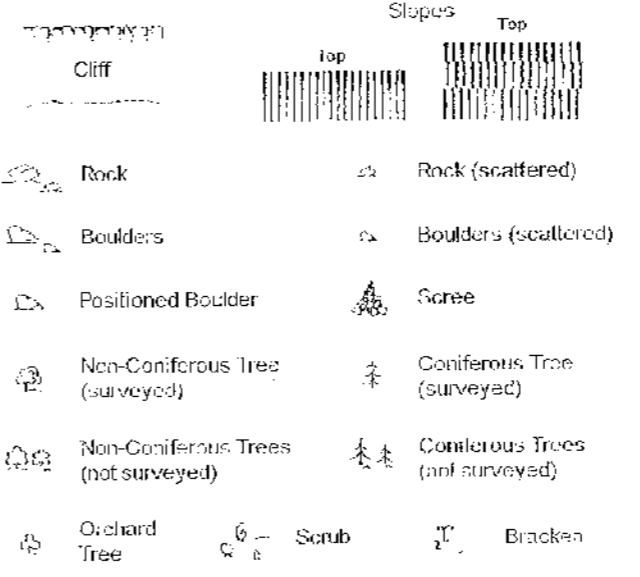 Slopes
Top
Top
Cliff
Rock
Rock (scattered)
Boulders
Boulders (scattered)
Positioned Boulder
Scree
Non-Coniferous Tree
(surveyed)
Coniferous Tree
(surveyed)
Non-Coniferous Trees
(not surveyed)
Coniferous Trees
(not surveyed)
Orchard
Tree
Scrub
Bracken